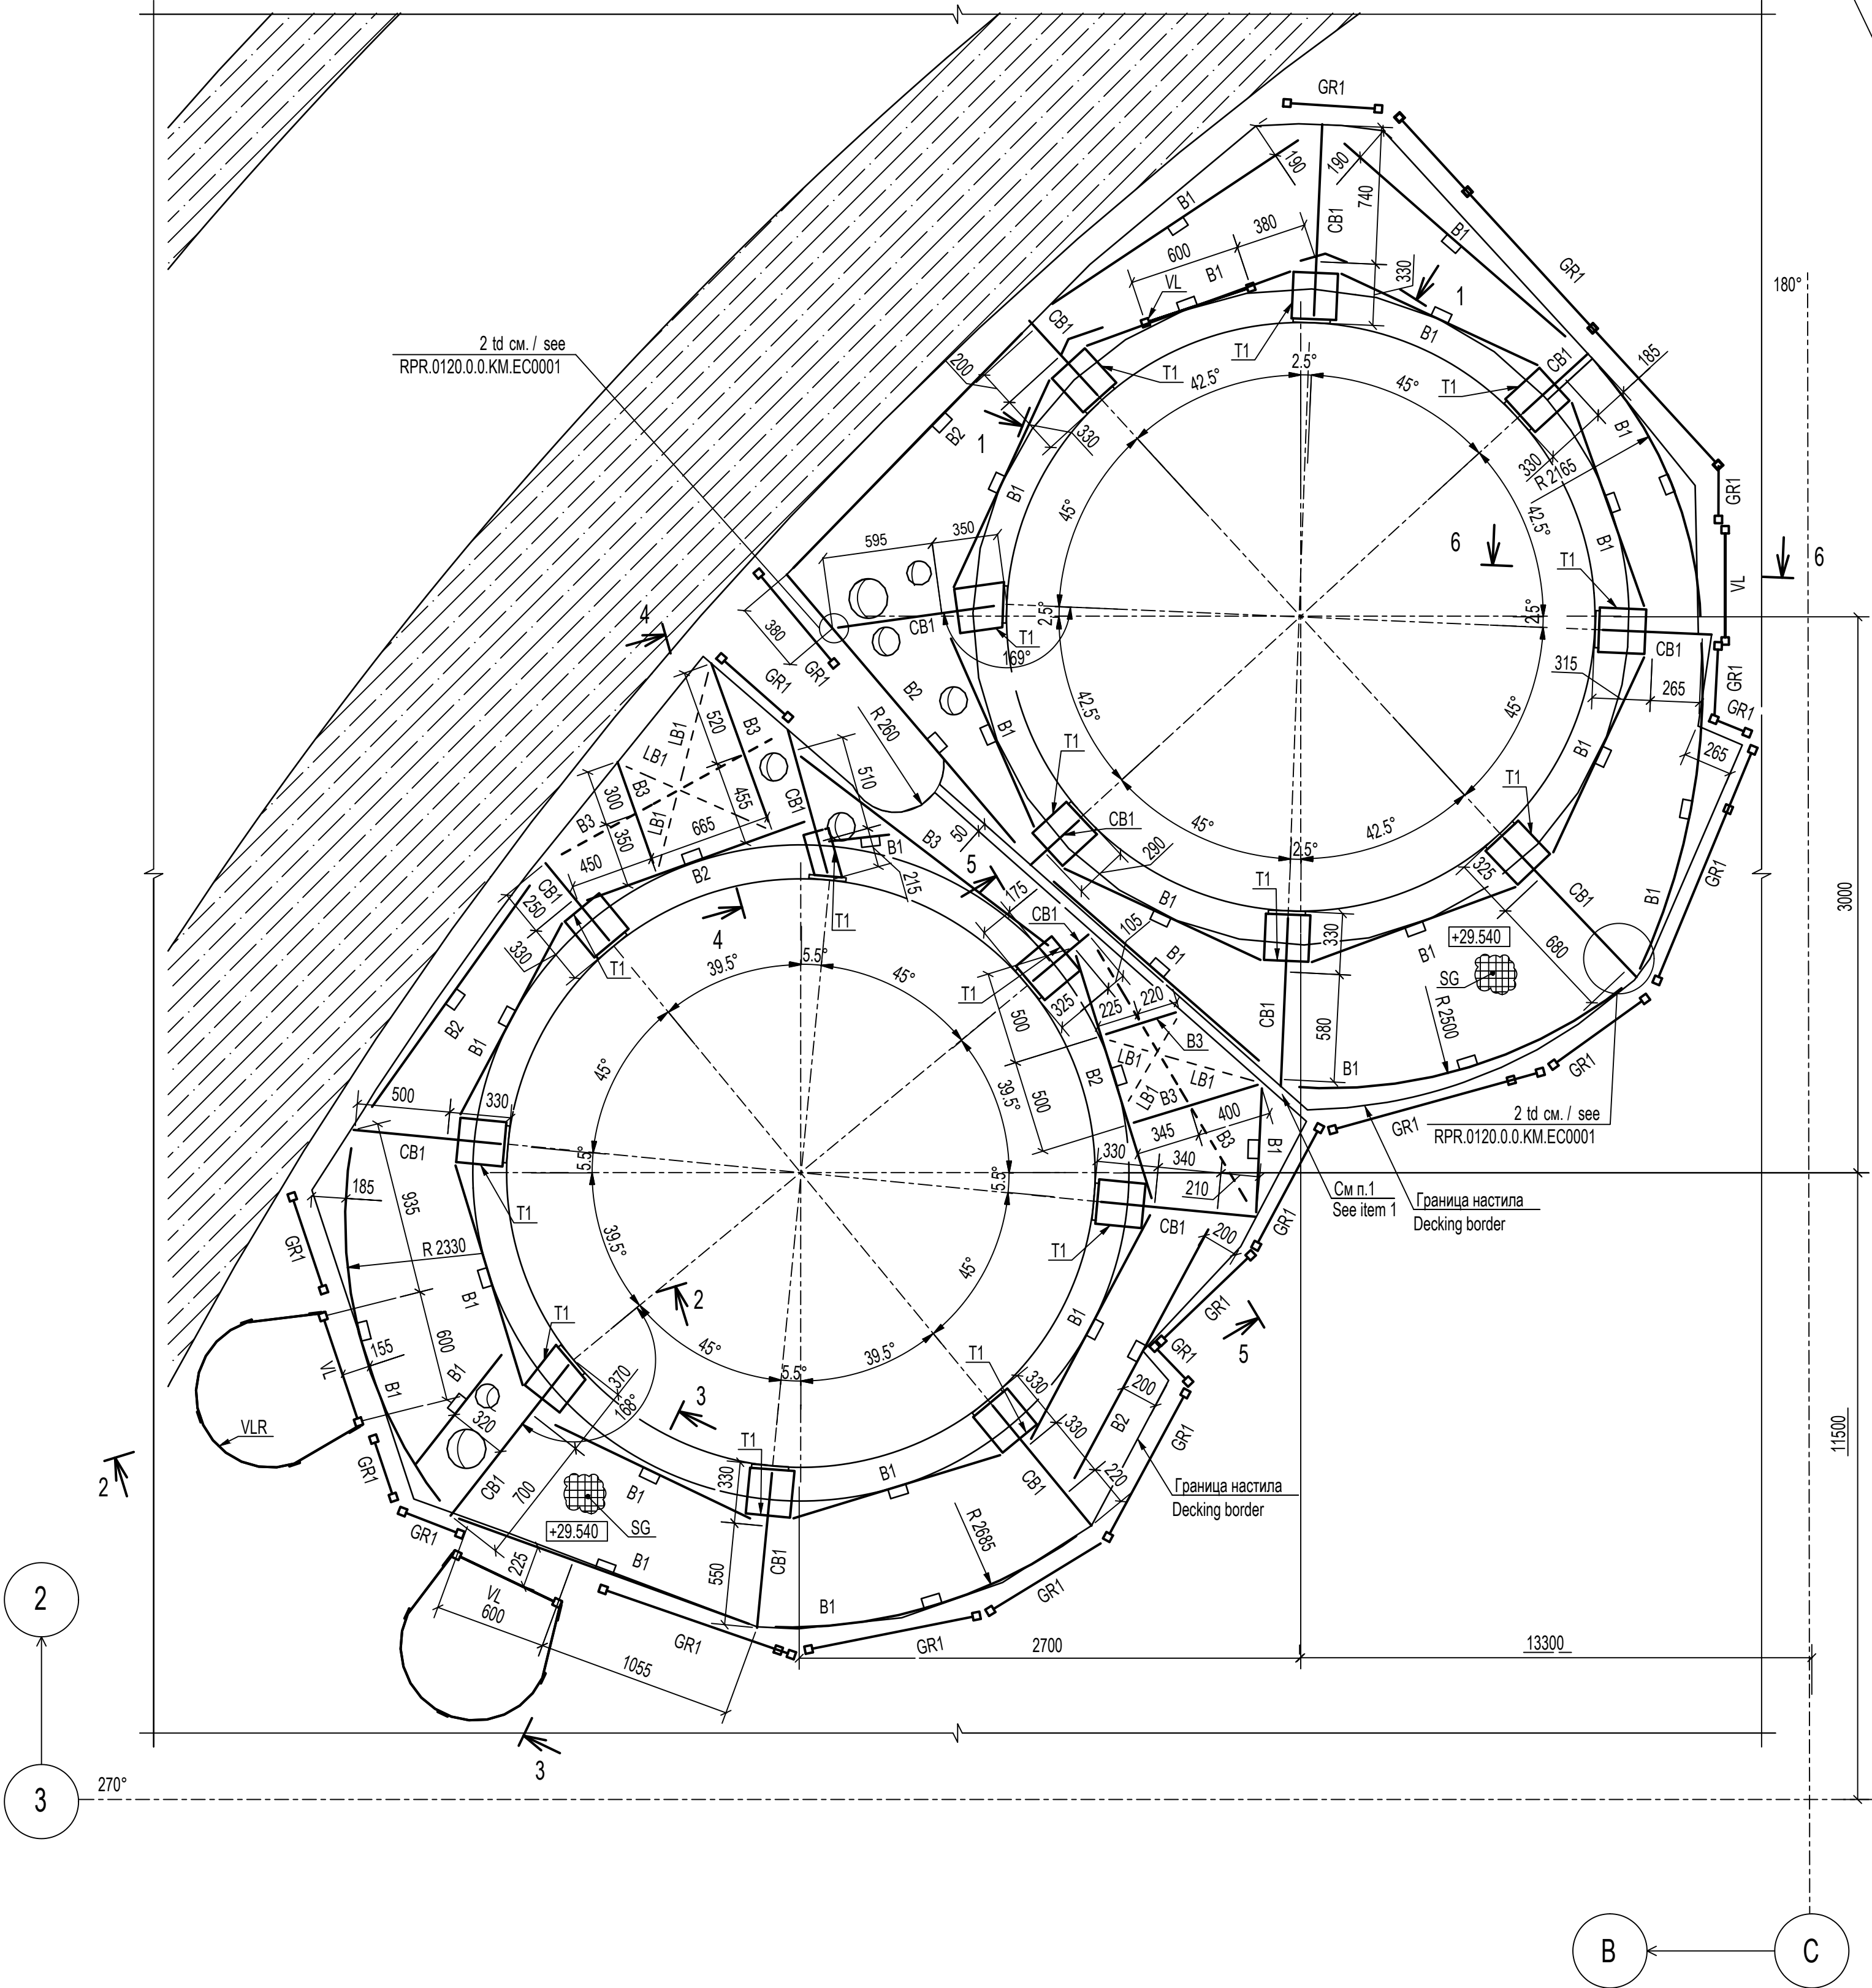 GR1
190
190
740
B1
CB1
380
600
B1
B1
GR1
VL
330
1
180°
2 td см. / see
RPR.0120.0.0.KM.EC0001
CB1
T1
B1
CB1
185
200
T1
2.5°
42.5°
45°
T1
B2
1
330
B1
330
R 2165
GR1
B1
45°
42.5°
B1
6
6
595
350
T1
VL
4
380
CB1
T1
2.5°
2.5°
169°
CB1
315
265
GR1
GR1
GR1
B2
520
B3
LB1
LB1
R 260
B1
42.5°
45°
GR1
265
B1
T1
T1
510
300
B3
455
CB1
LB1
B3
350
665
450
B3
50
CB1
45°
42.5°
2.5°
290
325
GR1
3000
B1
B2
215
5
175
CB1
T1
CB1
250
330
T1
4
T1
105
B1
B1
330
B1
+29.540
SG
680
CB1
B1
39.5°
5.5°
45°
T1
325
225
220
500
B3
CB1
580
R 2500
B2
B1
45°
39.5°
LB1
LB1
LB1
B2
500
B3
400
B1
GR1
500
330
345
B3
B1
2 td см. / see
RPR.0120.0.0.KM.EC0001
GR1
CB1
5.5°
5.5°
330
340
210
См п.1
See item 1
Граница настила
Decking border
185
935
T1
CB1
200
GR1
T1
GR1
R 2330
39.5°
45°
B1
2
T1
B1
GR1
5
600
155
VL
B1
B1
45°
5.5°
39.5°
T1
GR1
370
168°
330
200
B2
GR1
VLR
320
3
T1
330
2
GR1
CB1
700
B1
330
B1
CB1
220
Граница настила
Decking border
11500
GR1
+29.540
SG
R 2685
225
B1
550
CB1
2
VL
600
B1
GR1
GR1
GR1
2700
13300
1055
3
3
270°
B
C